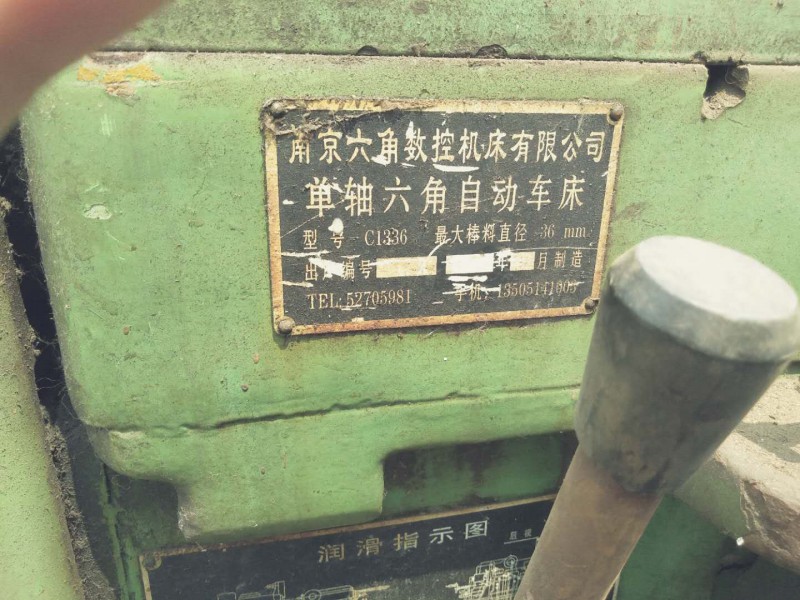 南京六角数控机床有限公司
单轴六角自动车床
型号 C1336 最大棒料直径 36 mm
出厂编号 年 月制造
TEL:52705981 手机:13505141605
润滑指示图